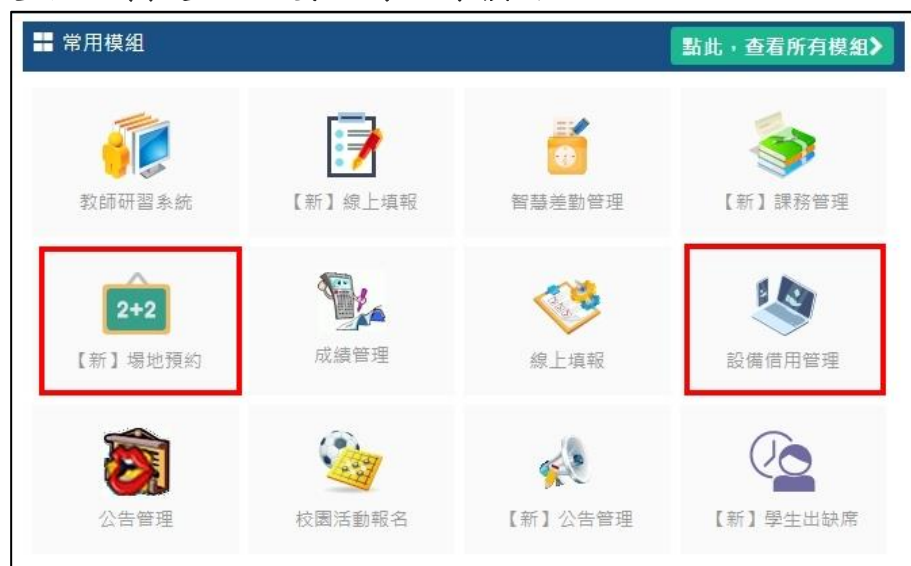 常用模組
點此，查看所有模組
教師研習系統
【新】線上填報
智慧差勤管理
【新】課務管理
2+2
【新】場地預約
成績管理
線上填報
設備借用管理
公告管理
校園活動報名
【新】公告管理
【新】學生出缺席